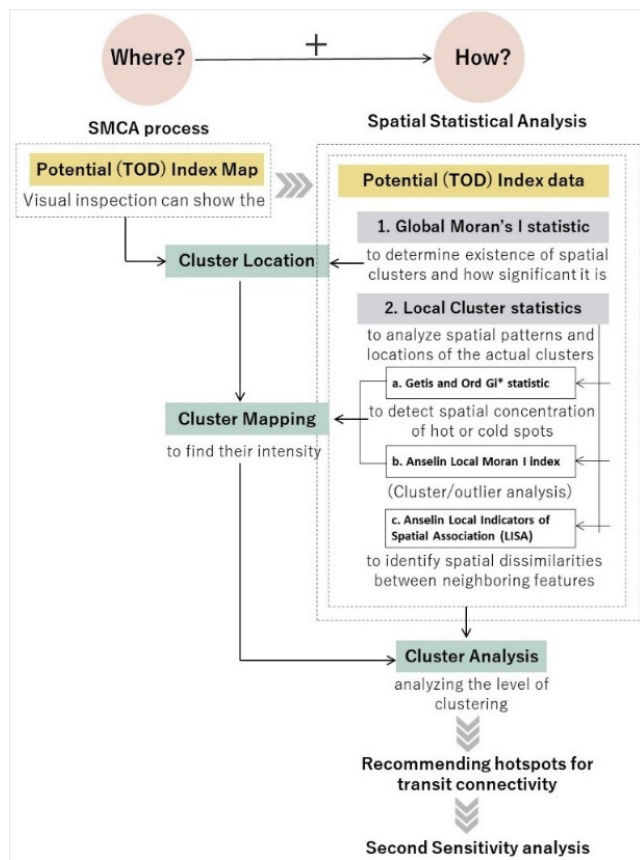 Where?
+
How?
SMCA process
Spatial Statistical Analysis
Potential (TOD) Index Map
Visual inspection can show the
Potential (TOD) Index data
1. Global Moran's I statistic
to determine existence of spatial
clusters and how significant it is
Cluster Location
2. Local Cluster statistics
to analyze spatial patterns and
locations of the actual clusters
a. Getis and Ord Gi* statistic
to detect spatial concentration
of hot or cold spots
Cluster Mapping
to find their intensity
b. Anselin Local Moran I index
(Cluster/outlier analysis)
c. Anselin Local Indicators of
Spatial Association (LISA)
to identify spatial dissimilarities
between neighboring features
Cluster Analysis
analyzing the level of
clustering
Recommending hotspots for
transit connectivity
Second Sensitivity analysis